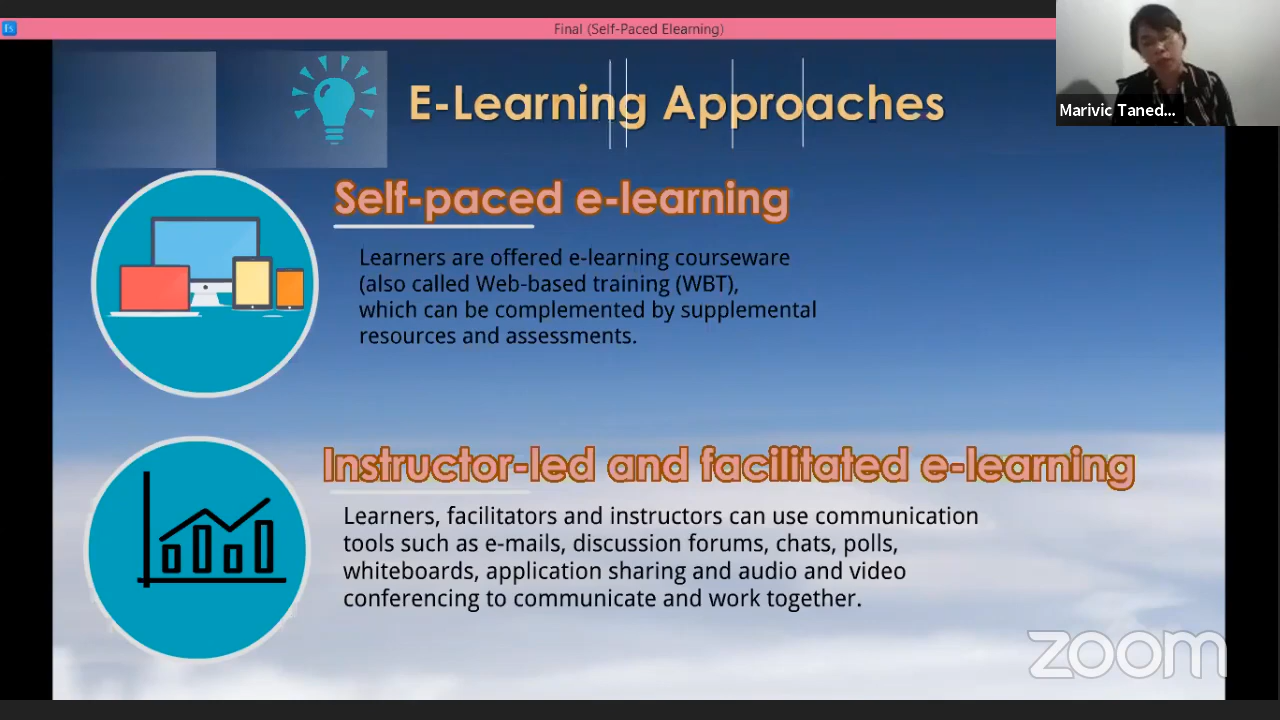 Final (Self-Paced Elearning)
Marivic Taned...
E-Learning Approaches
Self-paced e-learning
Learners are offered e-learning courseware
(also called Web-based training (WBT),
which can be complemented by supplemental
resources and assessments.
Instructor-led and facilitated e-learning
Learners, facilitators and instructors can use communication
tools such as e-mails, discussion forums, chats, polls,
whiteboards, application sharing and audio and video
conferencing to communicate and work together.
zoom